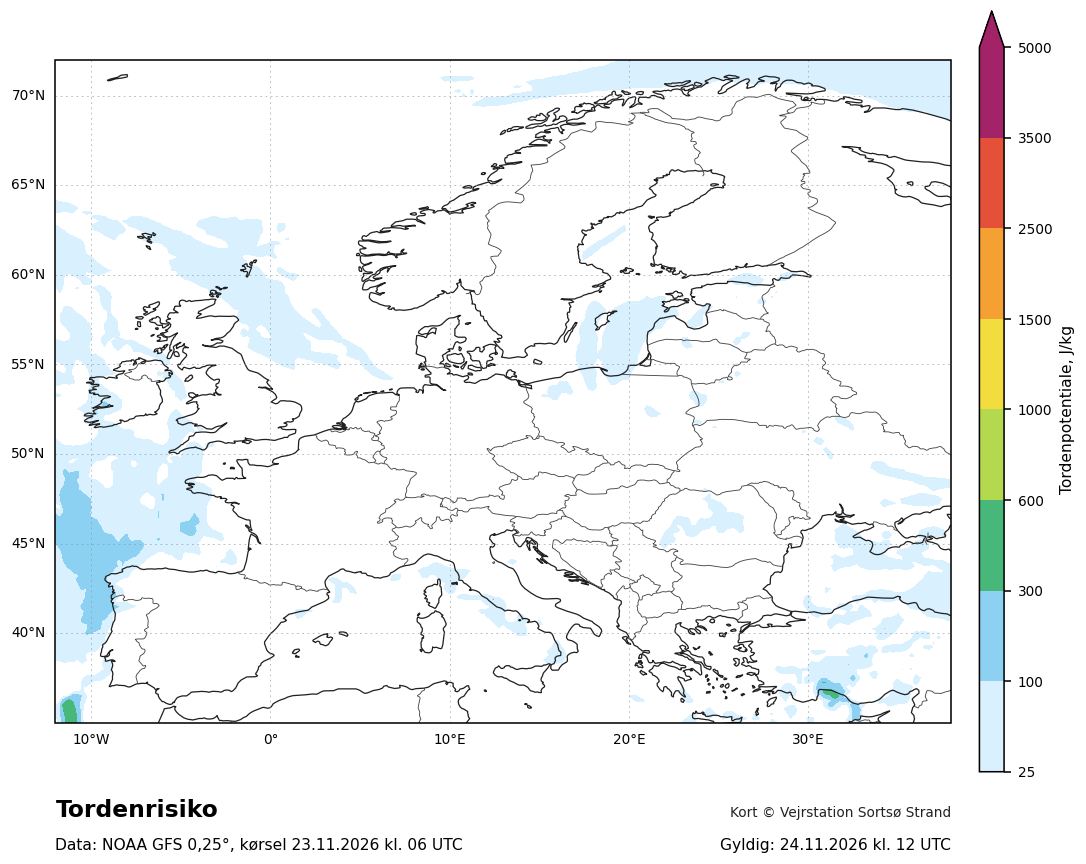 70°N
65°N
60°N
55°N
50°N
45°N
40°N
10°W
0°
10°E
20°E
30°E
5000
3500
2500
1500
1000
600
300
100
25
Tordenpotentiale, J/kg
Tordenrisiko
Kort © Vejrstation Sortsø Strand
Data: NOAA GFS 0,25°, kørsel 23.11.2026 kl. 06 UTC
Gyldig: 24.11.2026 kl. 12 UTC